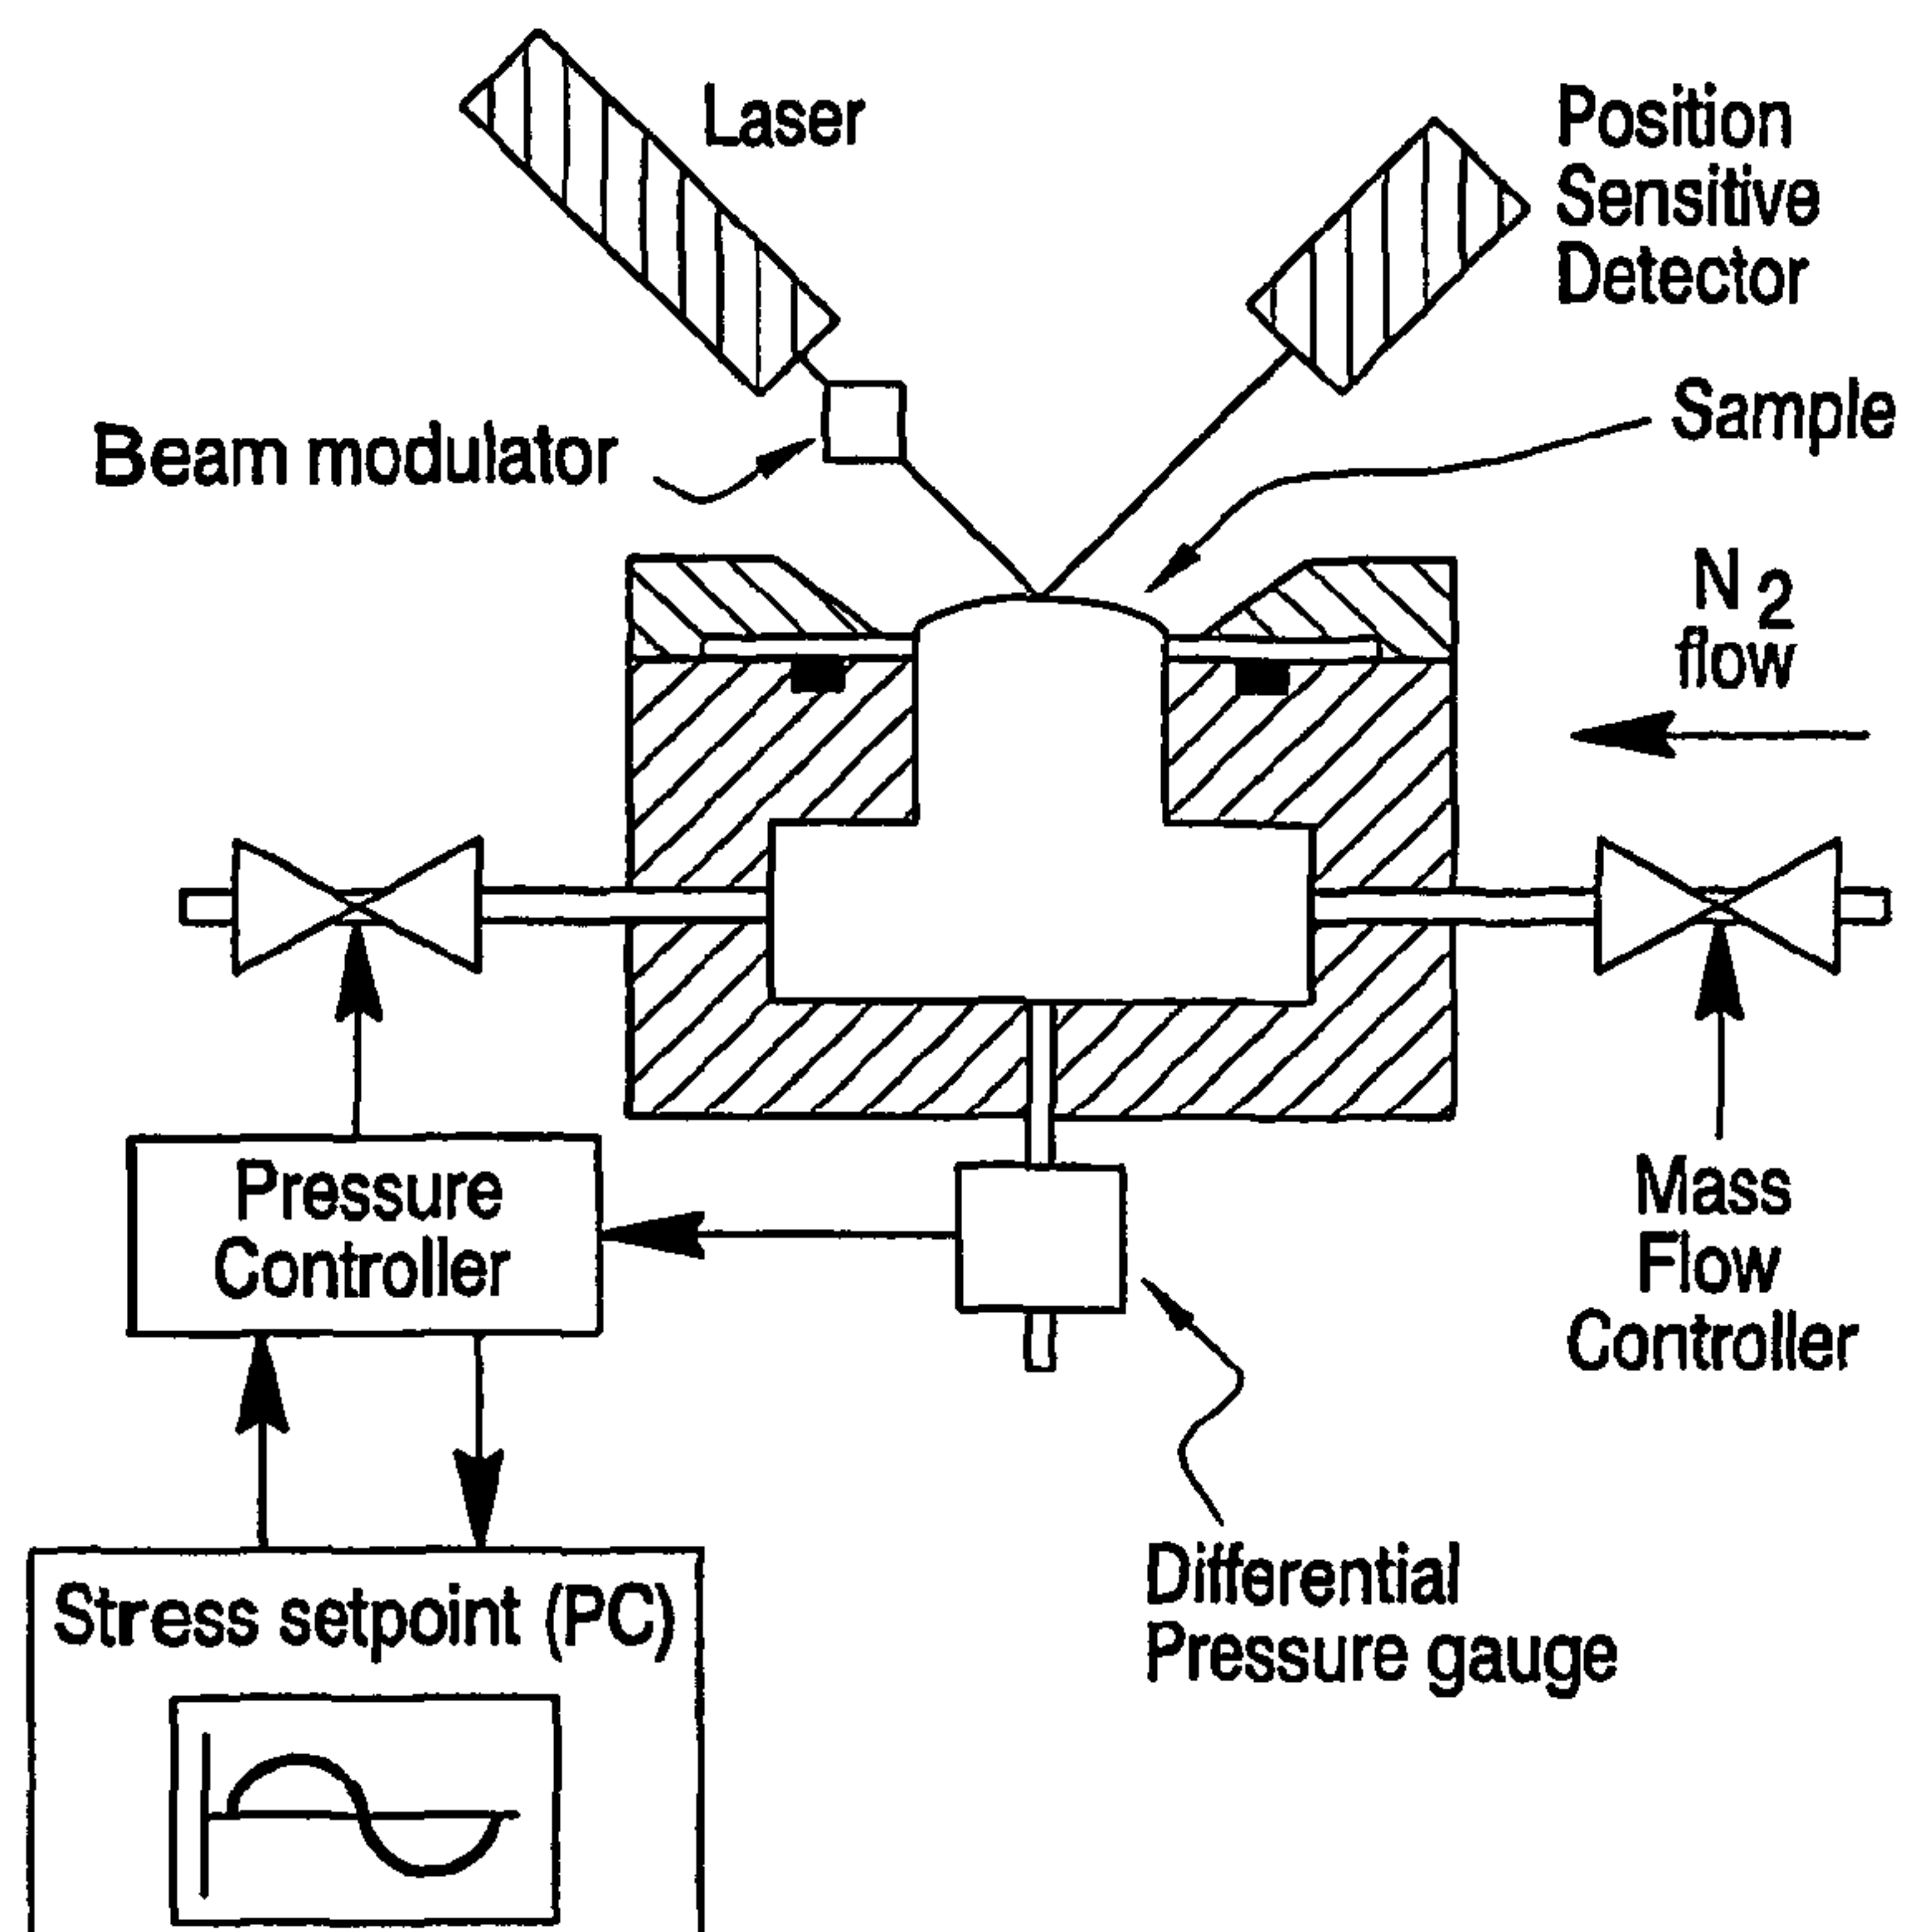 Laser
Position
Sensitive
Detector
Beam modulator
Sample
N2
flow
Pressure
Controller
Mass
Flow
Controller
Differential
Pressure gauge
Stress setpoint (PC)